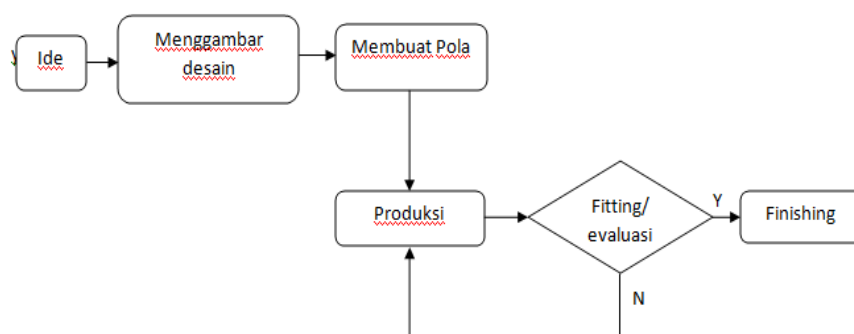 Ide
Menggambar
desain
Membuat Pola
Produksi
Fitting/
evaluasi
Y
Finishing
N